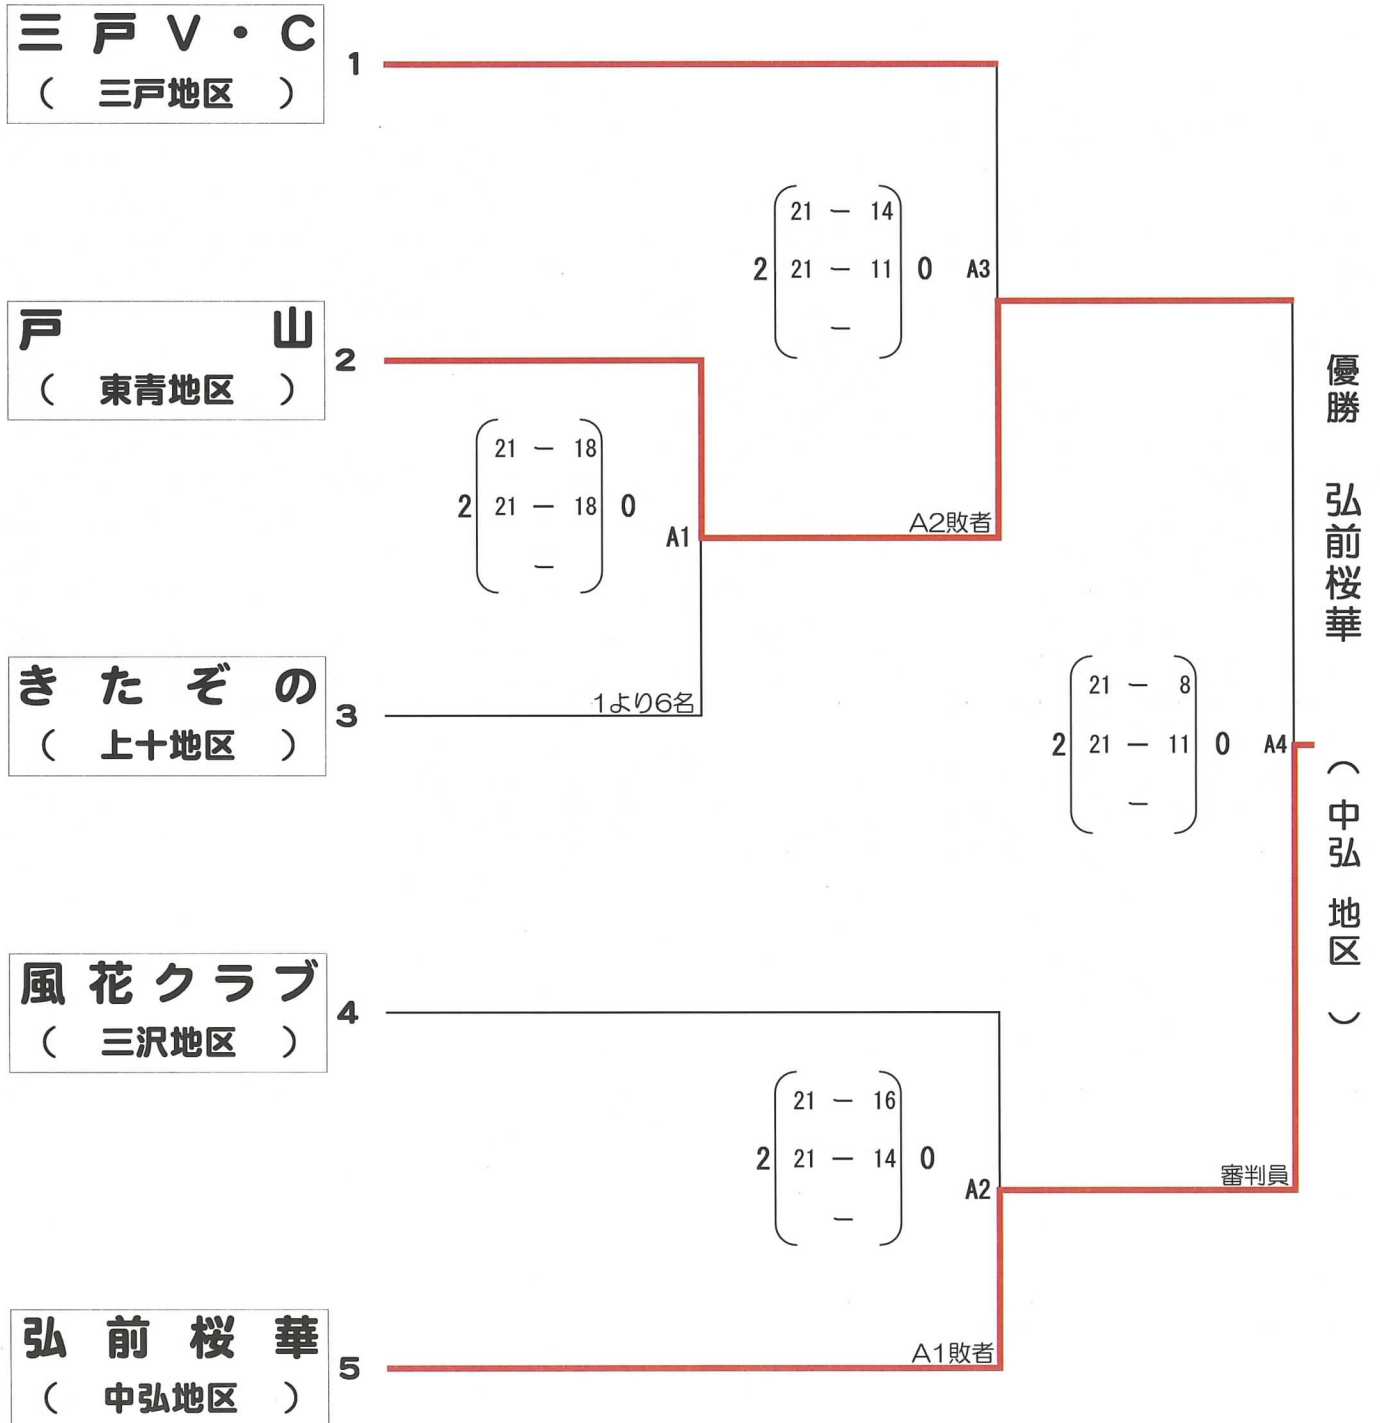 三戸V・C
( 三戸地区 )
1
21 － 14
2 21 － 11 0 A3
－
戸山
( 東青地区 )
2
21 － 18
2 21 － 18 0
－
A1
A2敗者
きたぞの
( 上十地区 )
3
1より6名
21 － 8
2 21 － 11 0 A4
－
風花クラブ
( 三沢地区 )
4
21 － 16
2 21 － 14 0
－
A2
審判員
弘前桜華
( 中弘地区 )
5
A1敗者
優勝 弘前桜華 (中弘 地区 )